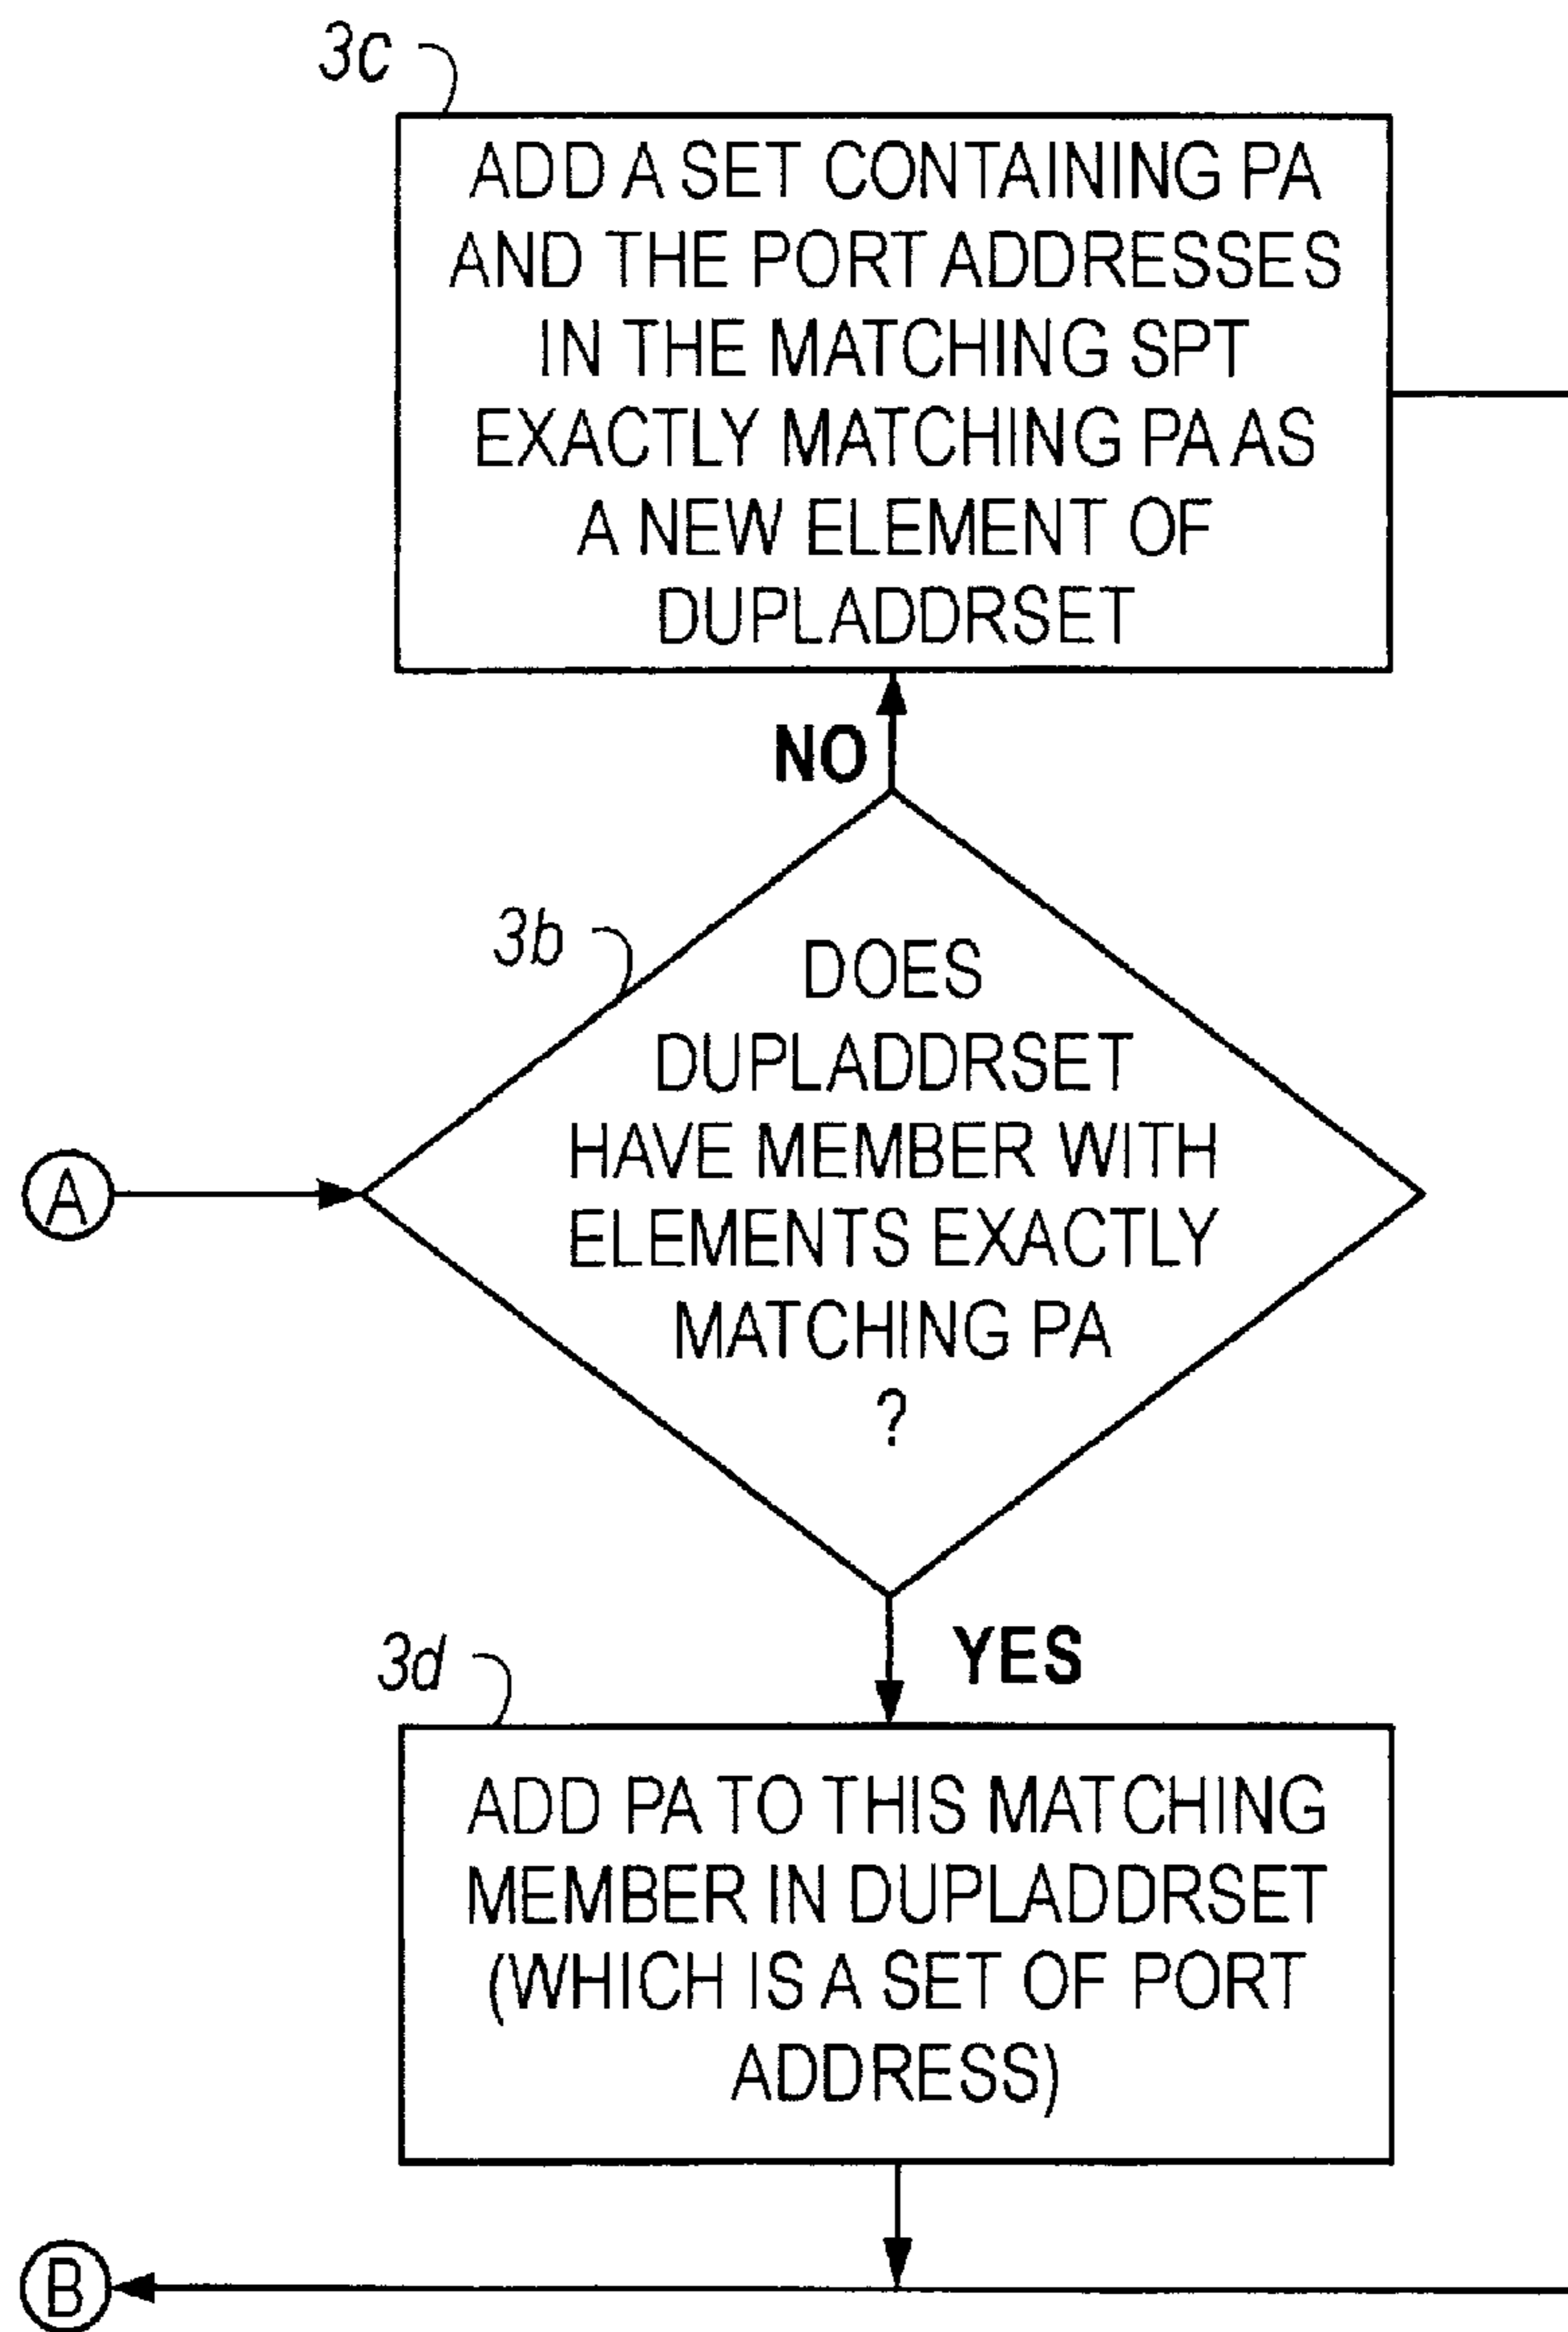 3c
ADD A SET CONTAINING PA
AND THE PORT ADDRESSES
IN THE MATCHING SPT
EXACTLY MATCHING PA AS
A NEW ELEMENT OF
DUPLADDRSET
NO
3b
DOES
DUPLADDRSET
HAVE MEMBER WITH
ELEMENTS EXACTLY
MATCHING PA
?
A
YES
3d
ADD PA TO THIS MATCHING
MEMBER IN DUPLADDRSET
(WHICH IS A SET OF PORT
ADDRESS)
B